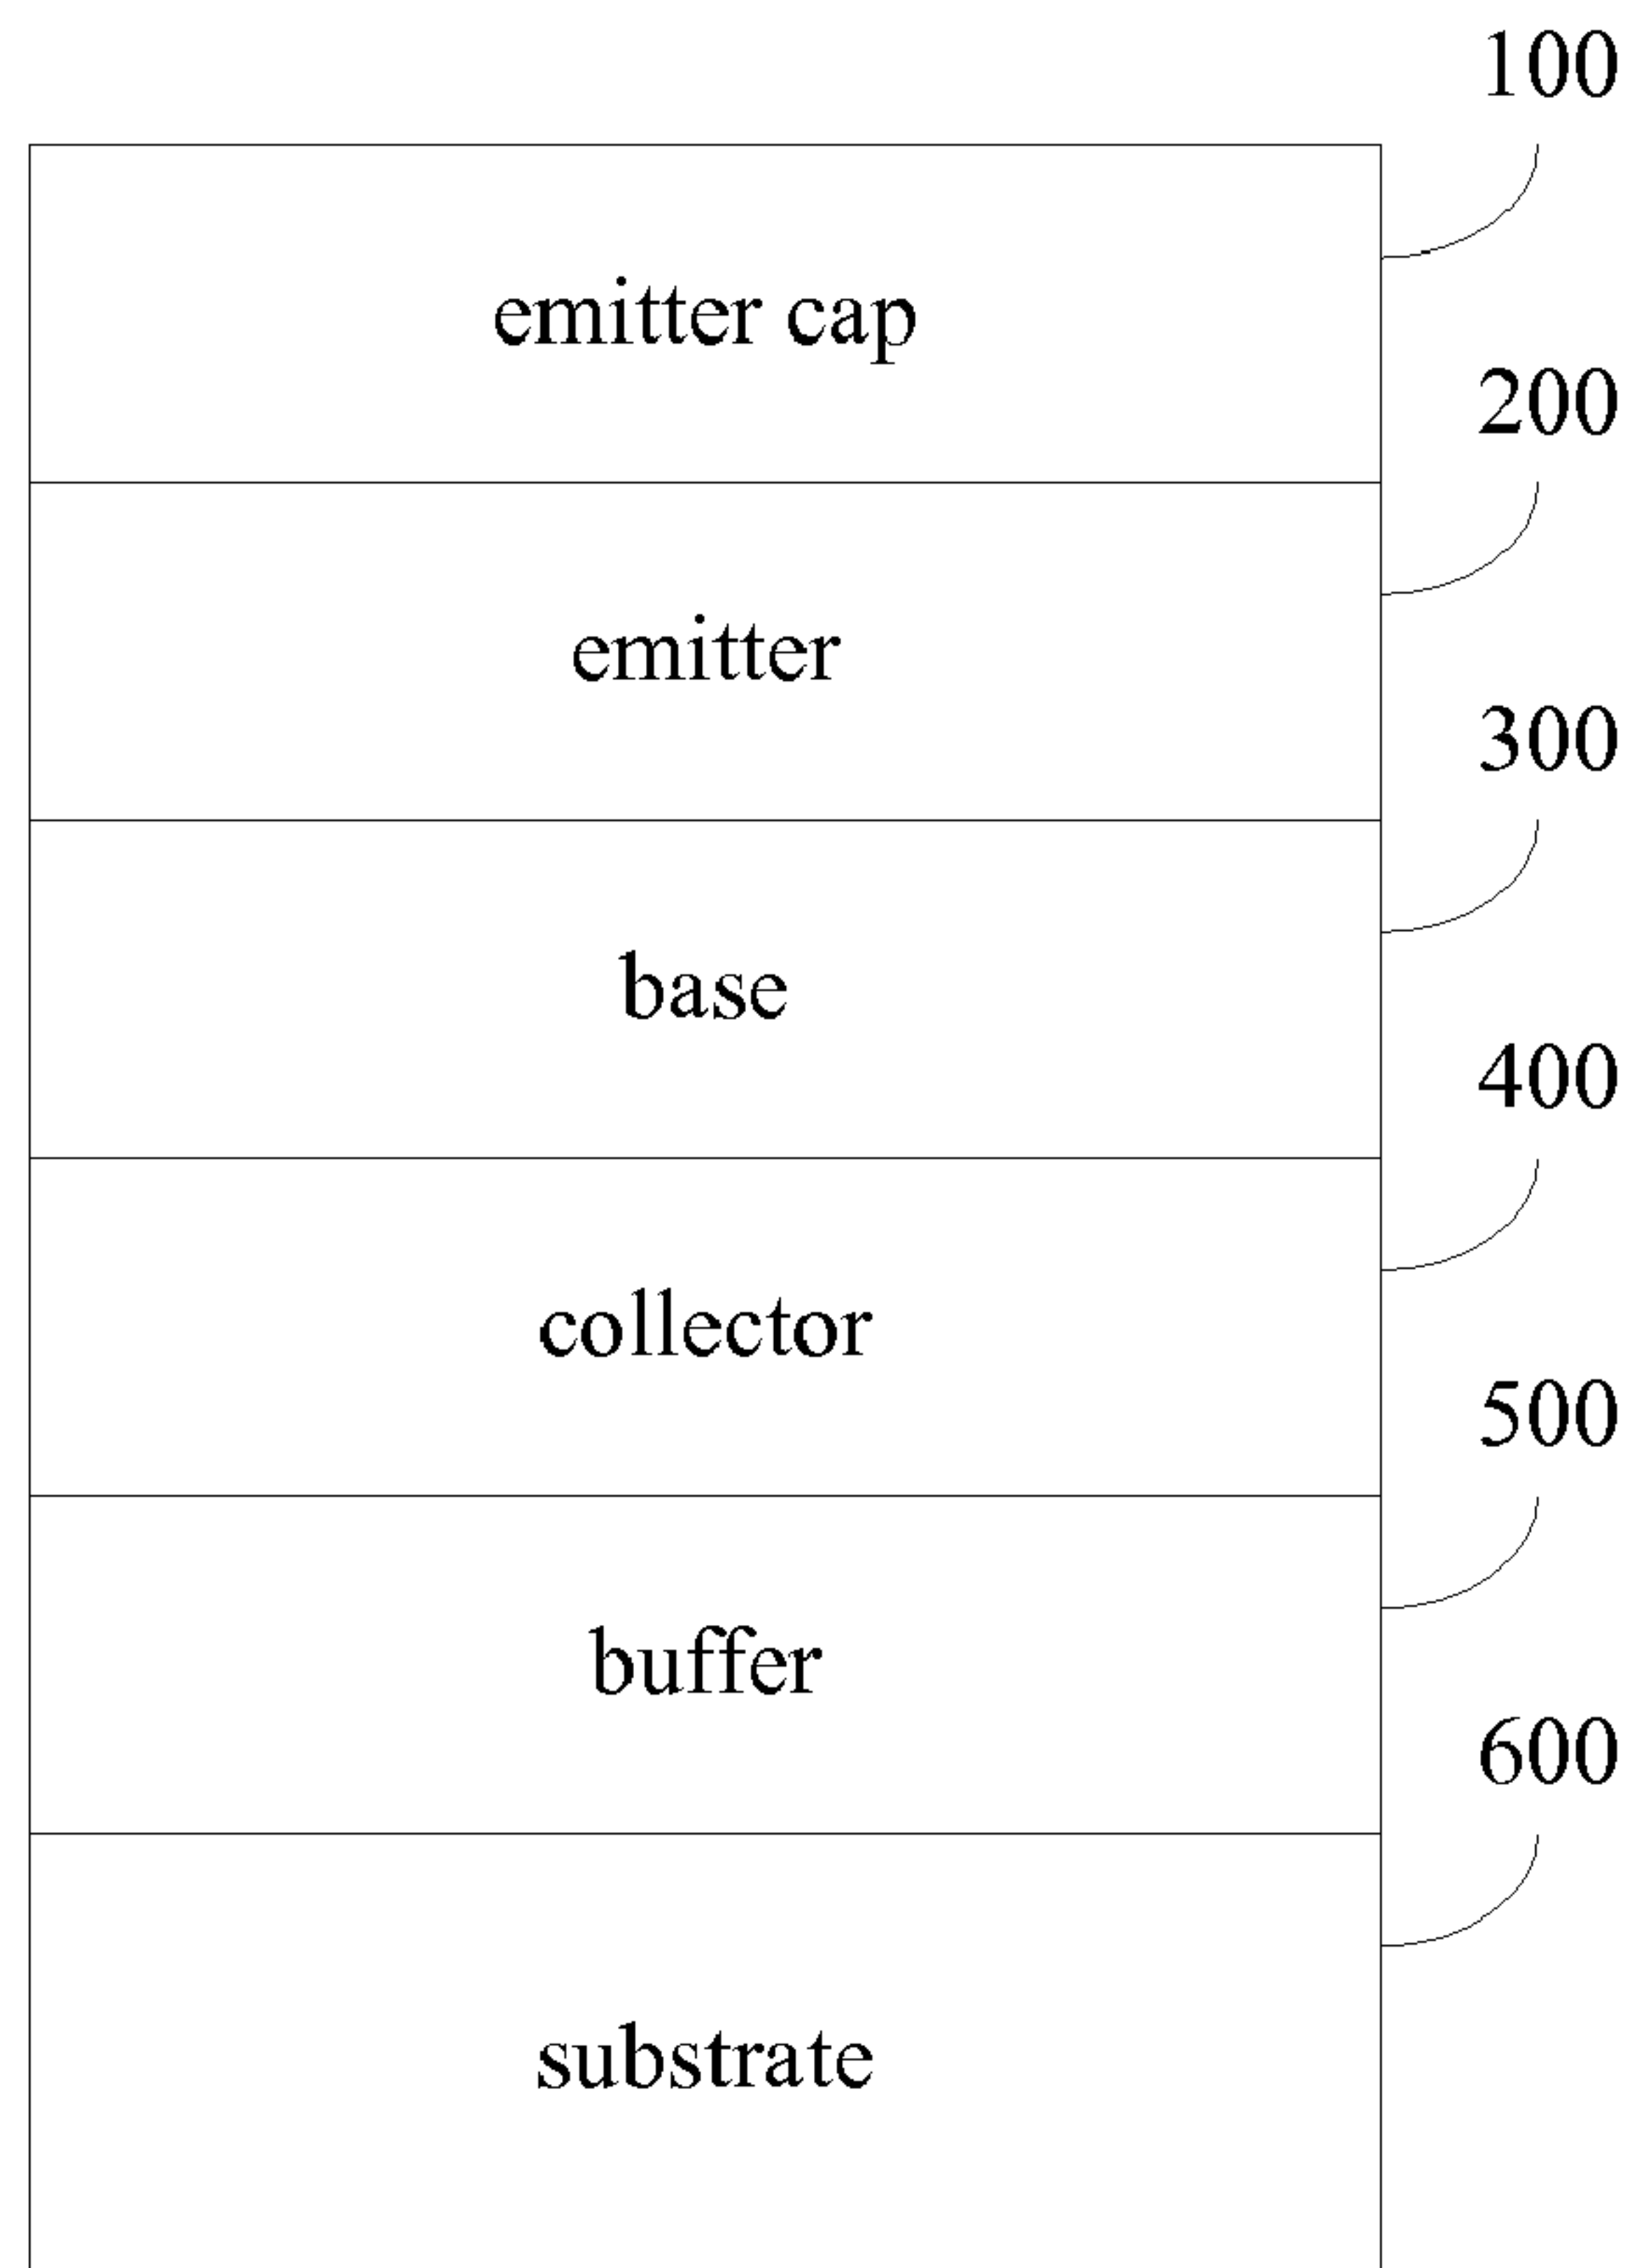 100
emitter cap
200
emitter
300
base
400
collector
500
buffer
600
substrate